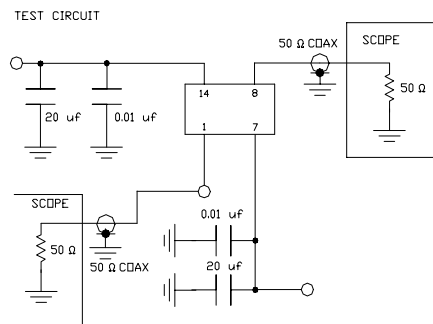 TEST CIRCUIT
50 Ω COAX
SCOPE
14
8
50 Ω
20 uf
0.01 uf
1
7
SCOPE
0.01 uf
50 Ω
50 Ω COAX
20 uf